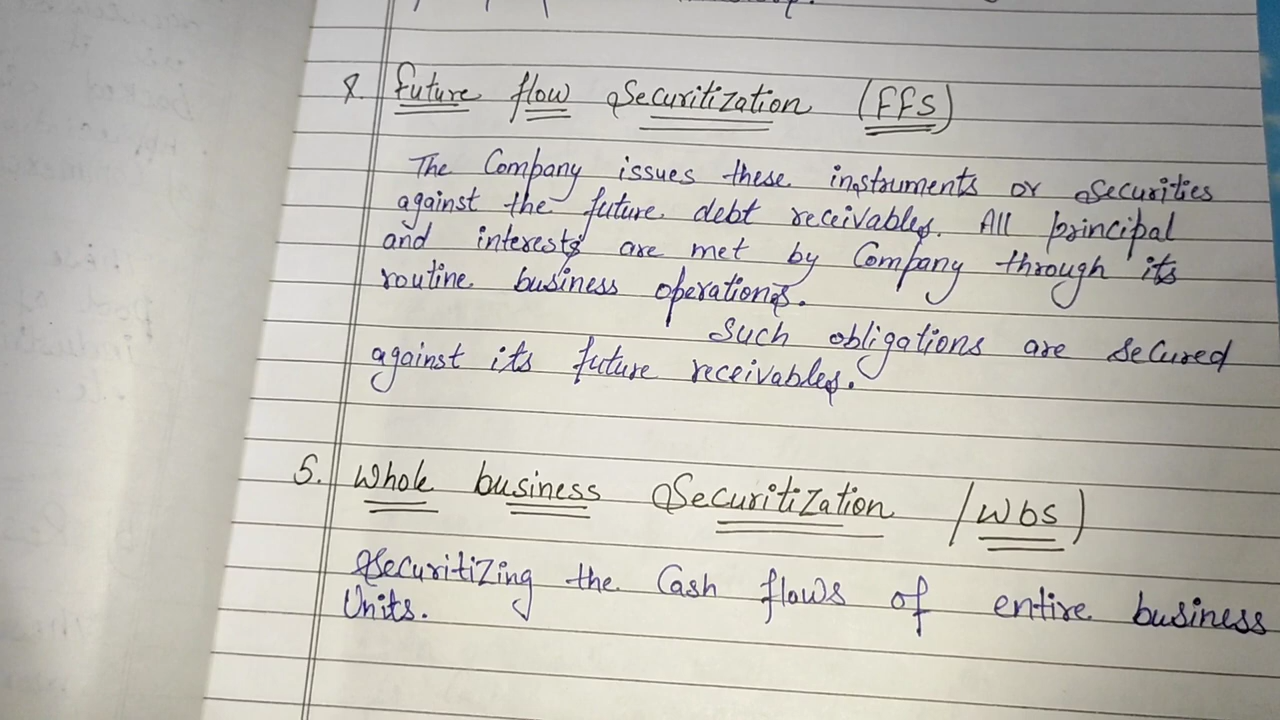 8. Future flow Securitization (FFS)
The Company issues these instruments or Securities
against the future debt receivables. All principal
and interests are met by Company through its
routine business operations.
Such obligations are secured
against its future receivables.
5. Whole business Securitization (WbS)
Securitizing the Cash flows of entire business
Units.